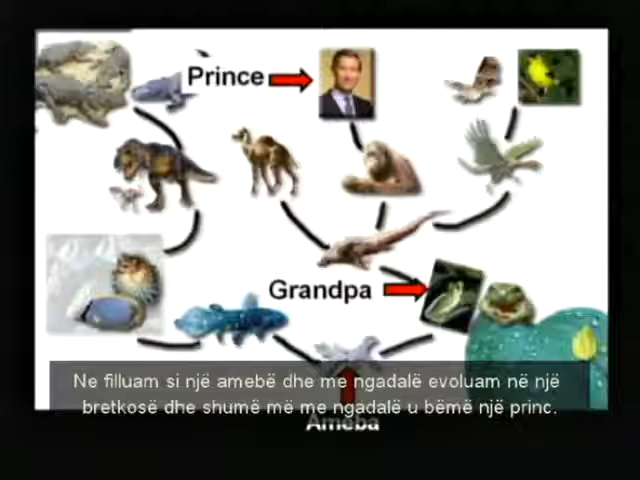 Prince
Grandpa
Ne filluam si një amebë dhe me ngadalë evoluam në një
bretkosë dhe shumë më me ngadalë u bëmë një princ.
Ameba